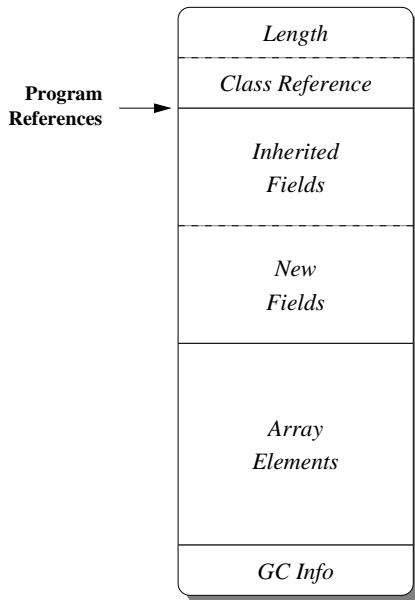 Length
Class Reference
Program
References
Inherited
Fields
New
Fields
Array
Elements
GC Info